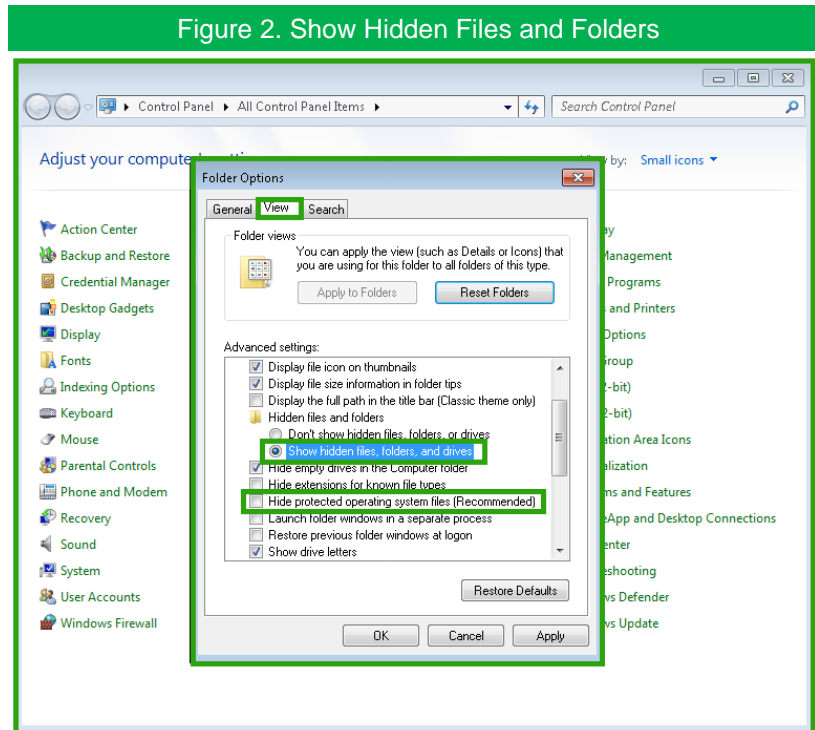 Figure 2. Show Hidden Files and Folders
Control Panel All Control Panel Items Search Control Panel
Adjust your compute by: Small icons
Folder Options
General View Search
Folder views
You can apply the view (such as Details or Icons) that
you are using for this folder to all folders of this type.
Apply to Folders Reset Folders
Advanced settings:
Display file icon on thumbnails
Display file size information in folder tips
Display the full path in the title bar (Classic theme only)
Hidden files and folders
Don't show hidden files, folders, or drives
Show hidden files, folders, and drives
Hide empty drives in the Computer folder
Hide extensions for known file types
Hide protected operating system files (Recommended)
Launch folder windows in a separate process
Restore previous folder windows at logon
Show drive letters
Restore Defaults
OK Cancel Apply
Action Center
Backup and Restore
Credential Manager
Desktop Gadgets
Display
Fonts
Indexing Options
Keyboard
Mouse
Parental Controls
Phone and Modem
Recovery
Sound
System
User Accounts
Windows Firewall
ay
Management
Programs
and Printers
Options
roup
-bit)
-bit)
ation Area Icons
alization
ms and Features
eApp and Desktop Connections
enter
eshooting
ws Defender
ws Update